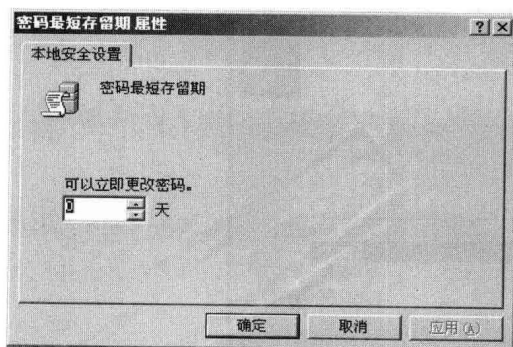 密码最短存留期 属性
本地安全设置
密码最短存留期
可以立即更改密码。
0 天
确定 取消 应用(A)